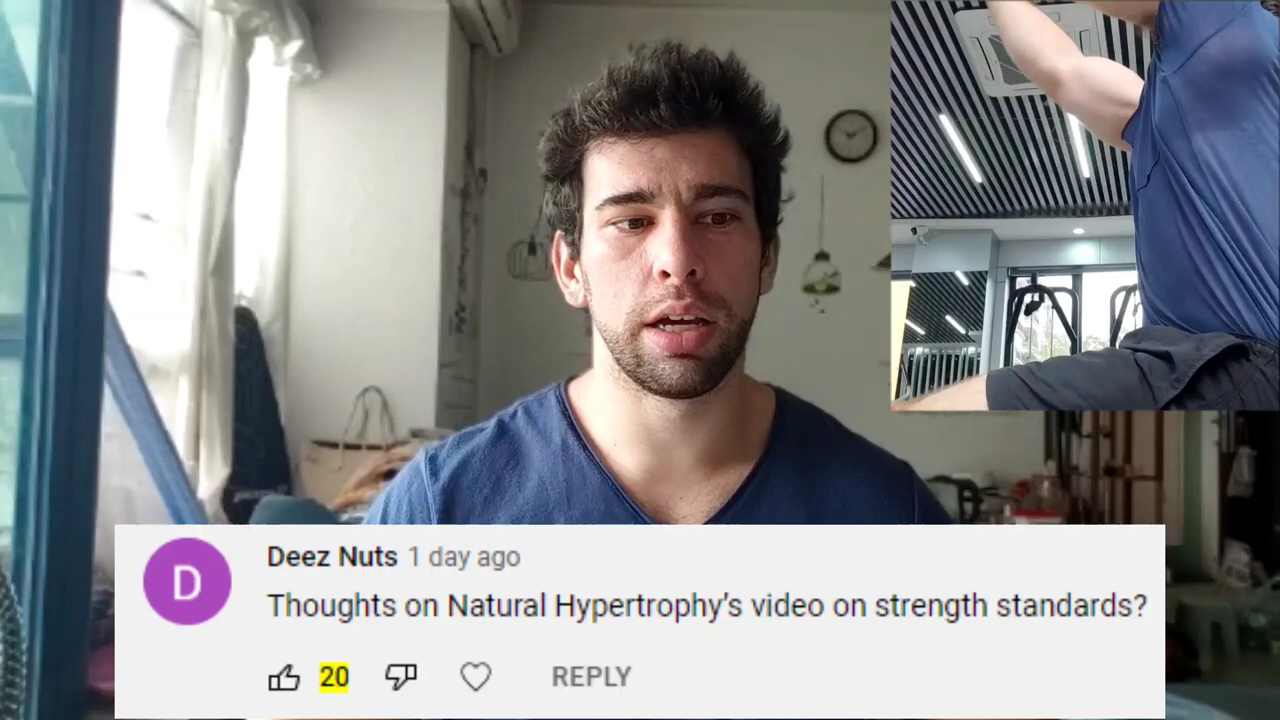 D
Deez Nuts 1 day ago
Thoughts on Natural Hypertrophy's video on strength standards?
20
REPLY